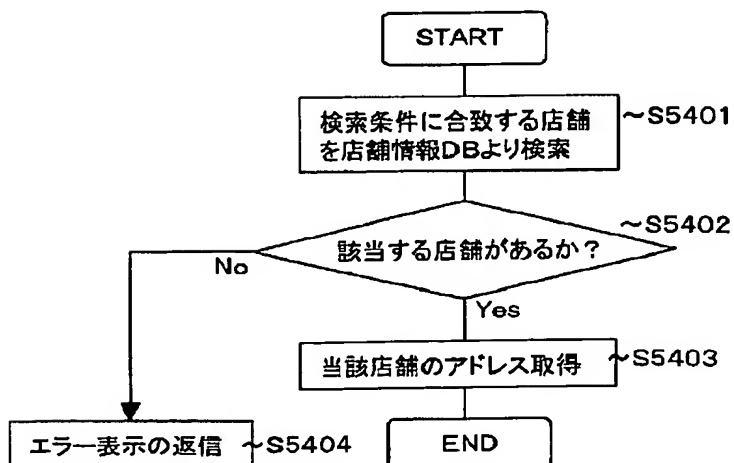 START
検索条件に合致する店舗
を店舗情報DBより検索
~S5401
該当する店舗があるか？
~S5402
No
Yes
当該店舗のアドレス取得
~S5403
エラー表示の返信
~S5404
END